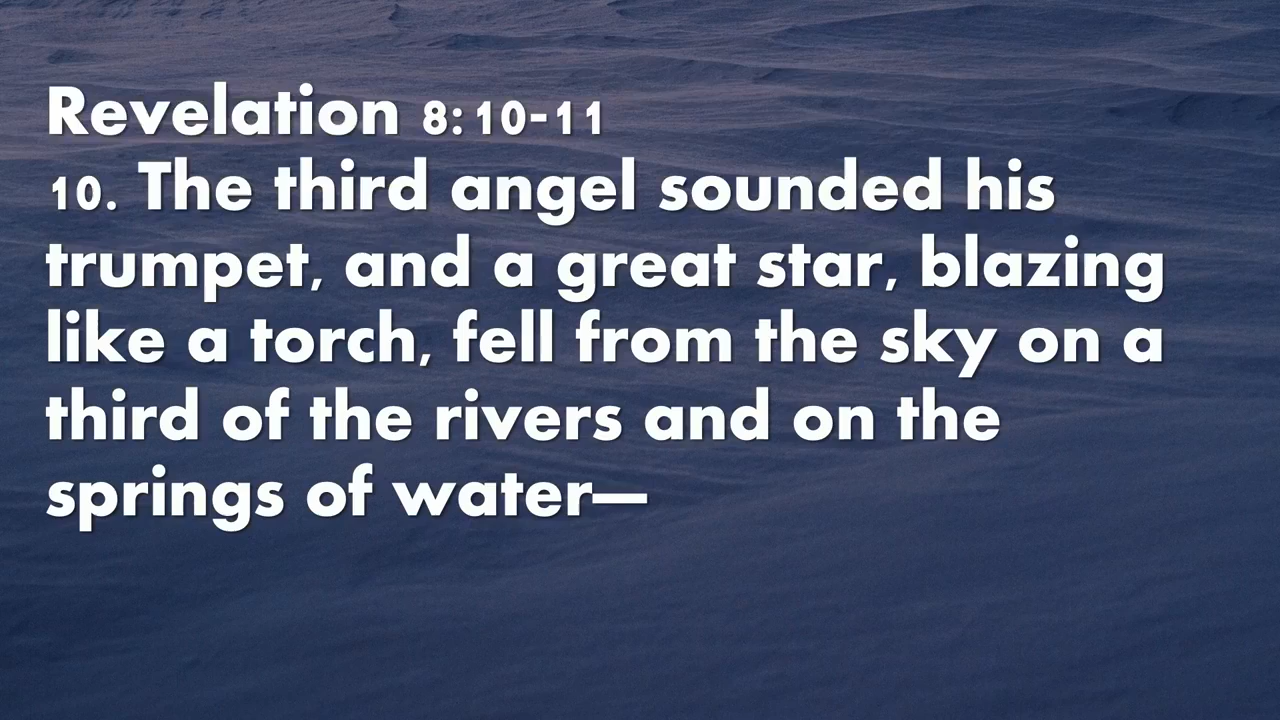 Revelation 8:10-11
10. The third angel sounded his
trumpet, and a great star, blazing
like a torch, fell from the sky on a
third of the rivers and on the
springs of water—